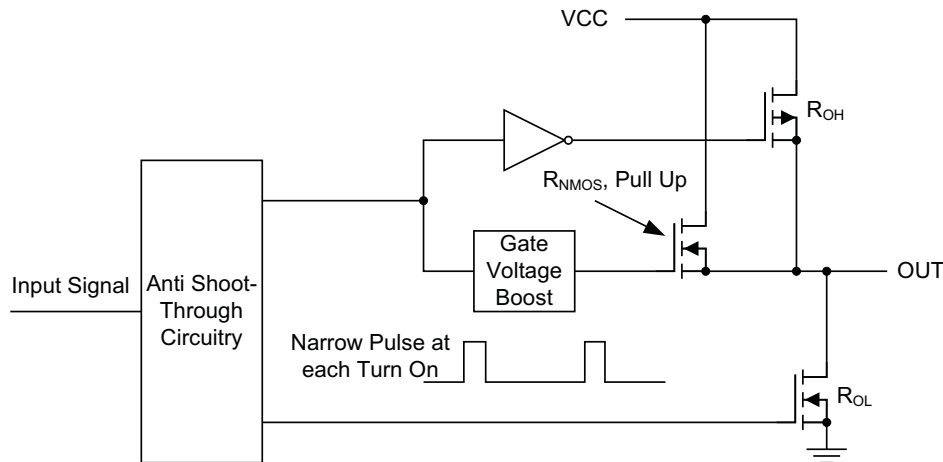 VCC
R_OH
R_NMOS, Pull Up
Gate
Voltage
Boost
OUT
Input Signal
Anti Shoot-
Through
Circuitry
Narrow Pulse at
each Turn On
R_OL